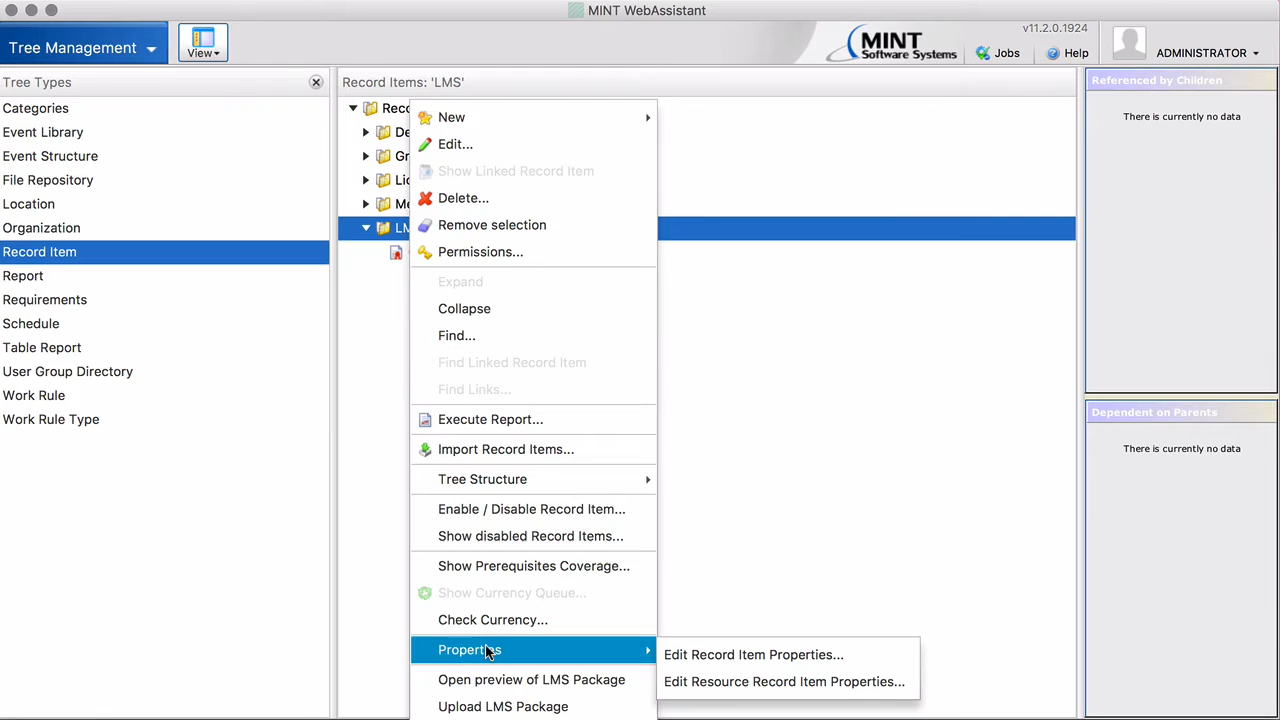 MINT WebAssistant
Tree Management
View
MINT
Software Systems
v11.2.0.1924
Jobs
Help
ADMINISTRATOR
Tree Types
Categories
Event Library
Event Structure
File Repository
Location
Organization
Record Item
Report
Requirements
Schedule
Table Report
User Group Directory
Work Rule
Work Rule Type
Record Items: 'LMS'
Reco
De
Gr
Lic
Me
LM
New
Edit...
Show Linked Record Item
Delete...
Remove selection
Permissions...
Expand
Collapse
Find...
Find Linked Record Item
Find Links...
Execute Report...
Import Record Items...
Tree Structure
Enable / Disable Record Item...
Show disabled Record Items...
Show Prerequisites Coverage...
Show Currency Queue...
Check Currency...
Properties
Open preview of LMS Package
Upload LMS Package
Edit Record Item Properties...
Edit Resource Record Item Properties...
Referenced by Children
There is currently no data
Dependent on Parents
There is currently no data